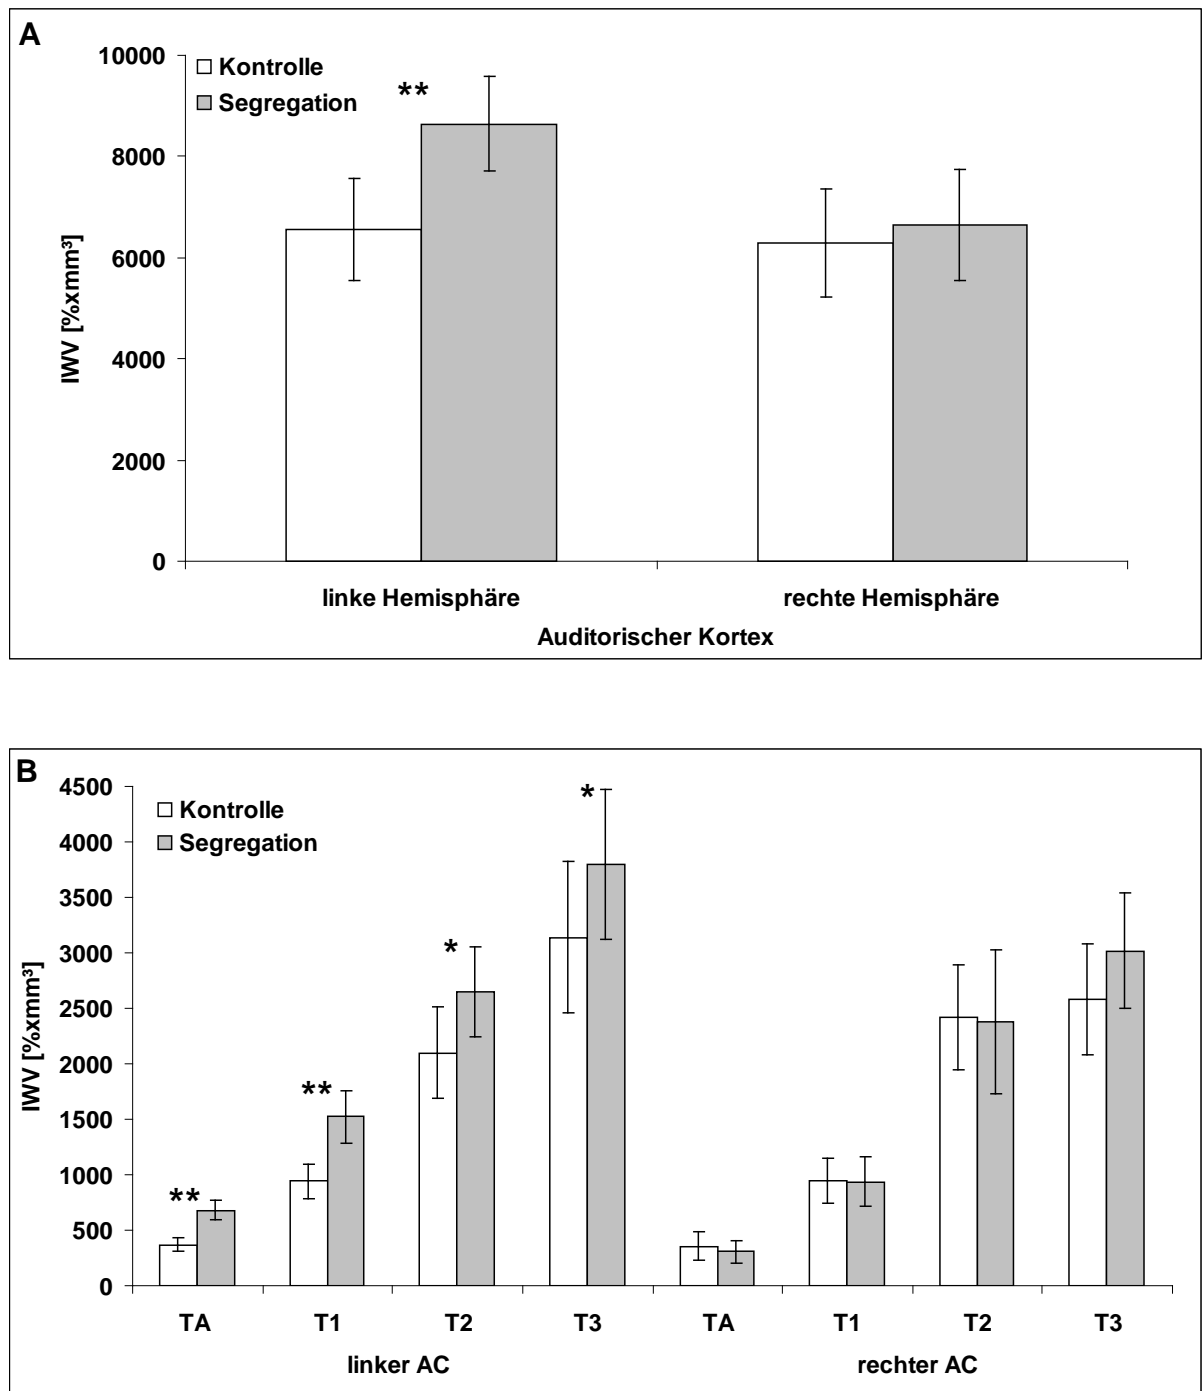 A
10000
8000
6000
4000
2000
0
IWV [%xmm³]
Kontrolle
Segregation
**
linke Hemisphäre rechte Hemisphäre
Auditorischer Kortex
B
4500
4000
3500
3000
2500
2000
1500
1000
500
0
IWV [%xmm³]
Kontrolle
Segregation
** ** * *
TA T1 T2 T3 TA T1 T2 T3
linker AC rechter AC